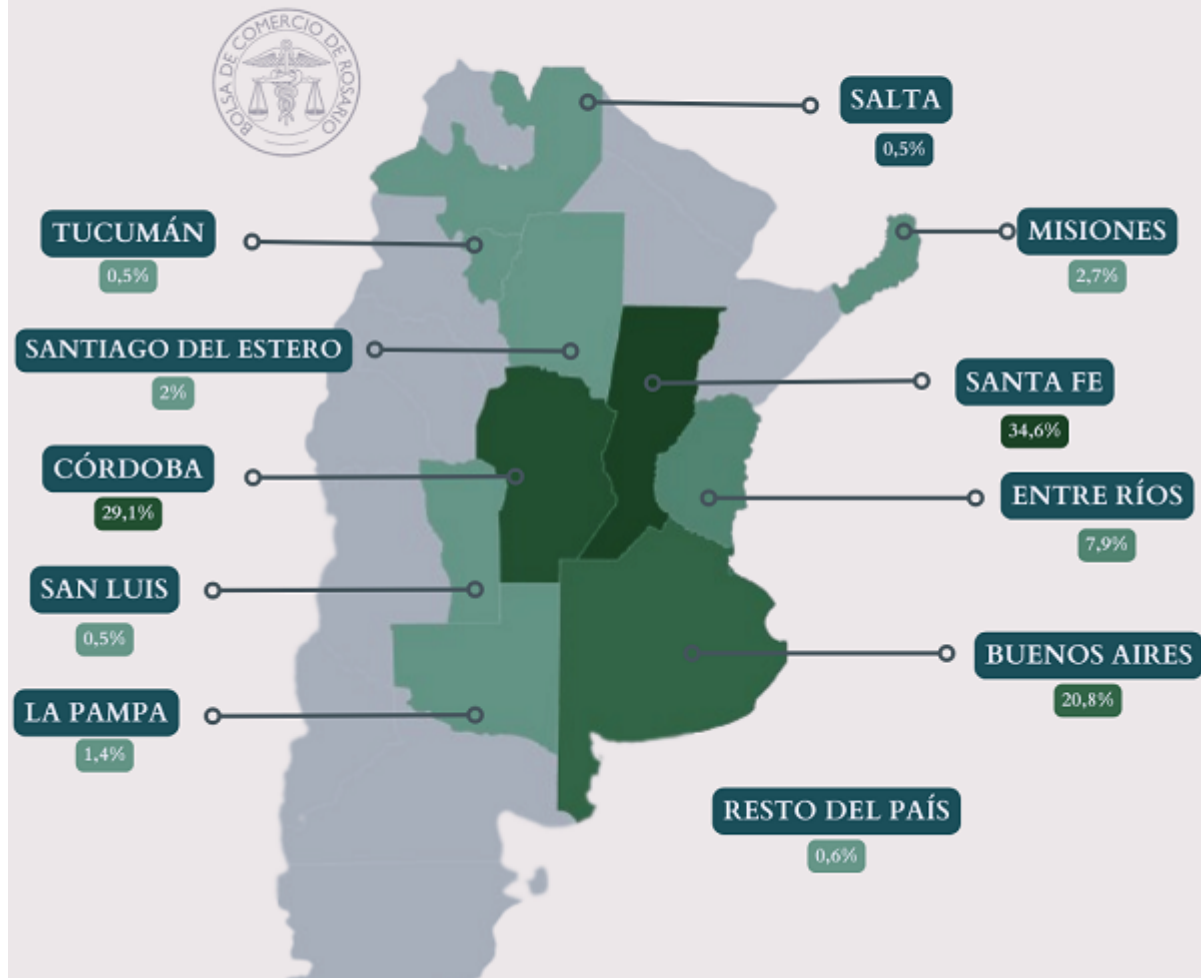 BOLSA DE COMERCIO DE ROSARIO
SALTA
0,5%
TUCUMÁN
0,5%
MISIONES
2,7%
SANTIAGO DEL ESTERO
2%
SANTA FE
34,6%
CÓRDOBA
29,1%
ENTRE RÍOS
7,9%
SAN LUIS
0,5%
BUENOS AIRES
20,8%
LA PAMPA
1,4%
RESTO DEL PAÍS
0,6%